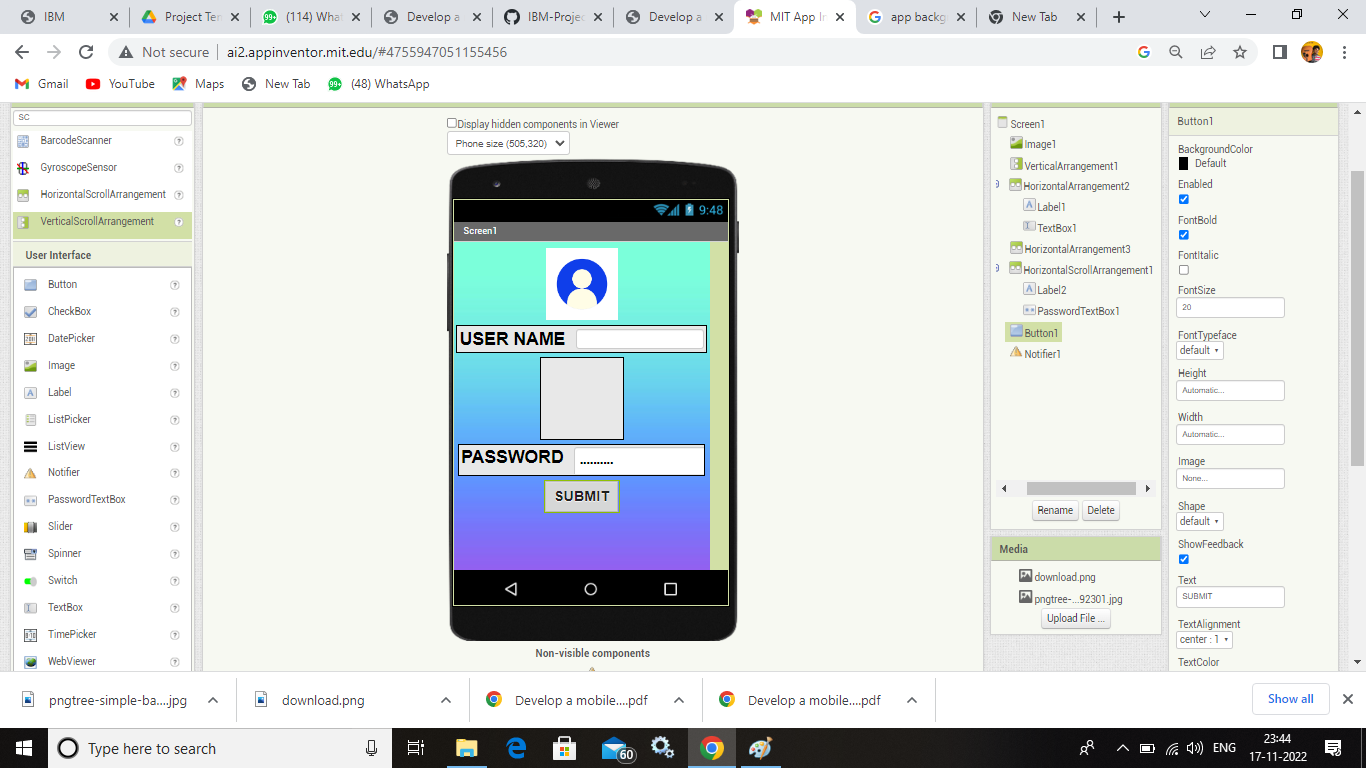 IBM
Project Ten
(114) What
Develop a
IBM-Projec
Develop a
MIT App In
app backg
New Tab
Not secure
ai2.appinventor.mit.edu/#4755947051155456
Gmail
YouTube
Maps
New Tab
(48) WhatsApp
SC
BarcodeScanner
GyroscopeSensor
HorizontalScrollArrangement
VerticalScrollArrangement
User Interface
Button
CheckBox
DatePicker
Image
Label
ListPicker
ListView
Notifier
PasswordTextBox
Slider
Spinner
Switch
TextBox
TimePicker
WebViewer
Display hidden components in Viewer
Phone size (505,320)
9:48
Screen1
USER NAME
PASSWORD
..........
SUBMIT
Non-visible components
Screen1
Image1
VerticalArrangement1
HorizontalArrangement2
Label1
TextBox1
HorizontalArrangement3
HorizontalScrollArrangement1
Label2
PasswordTextBox1
Button1
Notifier1
Rename
Delete
Media
download.png
pngtree-...92301.jpg
Upload File ...
Button1
BackgroundColor
Default
Enabled
FontBold
FontItalic
FontSize
20
FontTypeface
default
Height
Automatic...
Width
Automatic...
Image
None...
Shape
default
ShowFeedback
Text
SUBMIT
TextAlignment
center : 1
TextColor
pngtree-simple-ba....jpg
download.png
Develop a mobile....pdf
Develop a mobile....pdf
Show all
Type here to search
60
ENG
23:44
17-11-2022